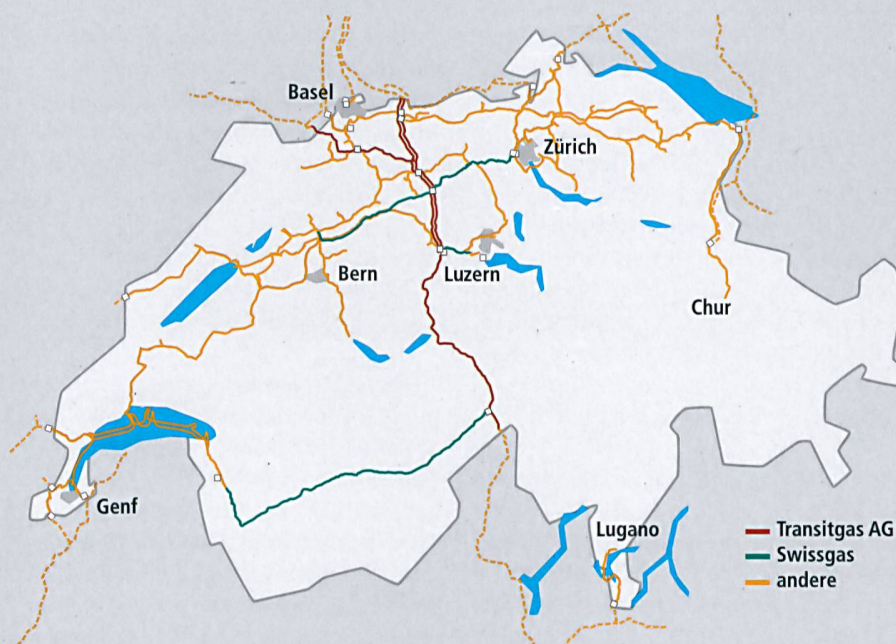 Basel
Zürich
Bern
Luzern
Chur
Genf
Lugano
Transitgas AG
Swissgas
andere